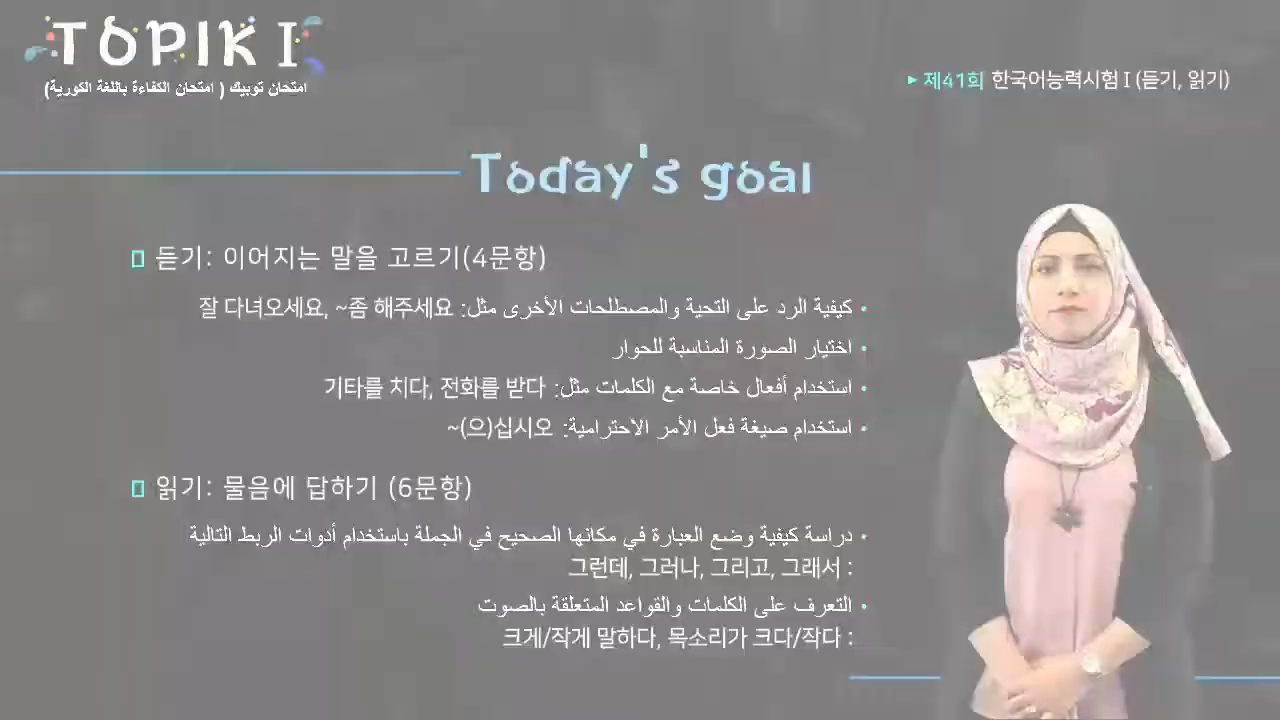 TOPIK I
امتحان توبيك ( امتحان الكفاءة باللغة الكورية)
▸ 제41회 한국어능력시험 I (듣기, 읽기)
Today's goal
듣기: 이어지는 말을 고르기(4문항)
• كيفية الرد على التحية والمصطلحات الأخرى مثل: 잘 다녀오세요, ~좀 해주세요
• اختيار الصورة المناسبة للحوار
• استخدام أفعال خاصة مع الكلمات مثل: 기타를 치다, 전화를 받다
• استخدام صيغة فعل الأمر الاحترامية: ~(으)십시오
읽기: 물음에 답하기 (6문항)
• دراسة كيفية وضع العبارة في مكانها الصحيح في الجملة باستخدام أدوات الربط التالية
: 그런데, 그러나, 그리고, 그래서
• التعرف على الكلمات والقواعد المتعلقة بالصوت
: 크게/작게 말하다, 목소리가 크다/작다